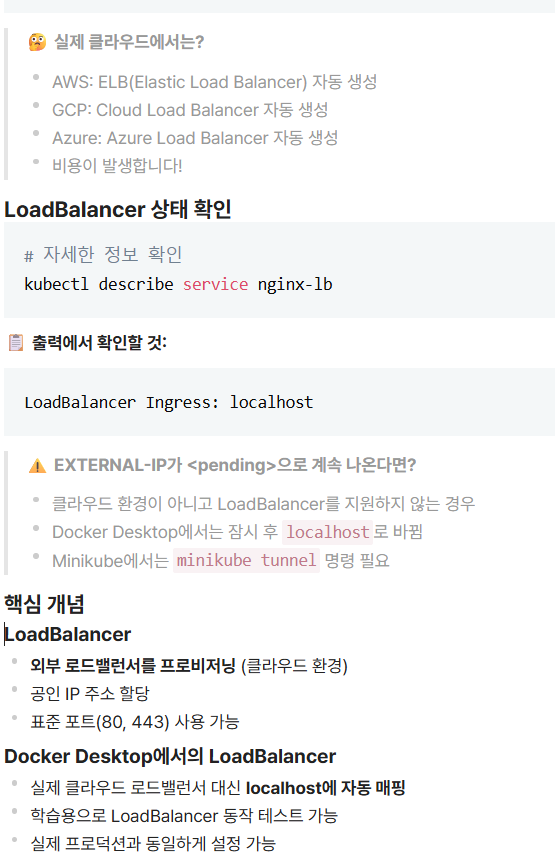 🤔 실제 클라우드에서는?
AWS: ELB(Elastic Load Balancer) 자동 생성
GCP: Cloud Load Balancer 자동 생성
Azure: Azure Load Balancer 자동 생성
비용이 발생합니다!
LoadBalancer 상태 확인
# 자세한 정보 확인
kubectl describe service nginx-lb
📋 출력에서 확인할 것:
LoadBalancer Ingress: localhost
⚠️ EXTERNAL-IP가 <pending>으로 계속 나온다면?
클라우드 환경이 아니고 LoadBalancer를 지원하지 않는 경우
Docker Desktop에서는 잠시 후 localhost로 바뀜
Minikube에서는 minikube tunnel 명령 필요
핵심 개념
LoadBalancer
외부 로드밸런서를 프로비저닝 (클라우드 환경)
공인 IP 주소 할당
표준 포트(80, 443) 사용 가능
Docker Desktop에서의 LoadBalancer
실제 클라우드 로드밸런서 대신 localhost에 자동 매핑
학습용으로 LoadBalancer 동작 테스트 가능
실제 프로덕션과 동일하게 설정 가능